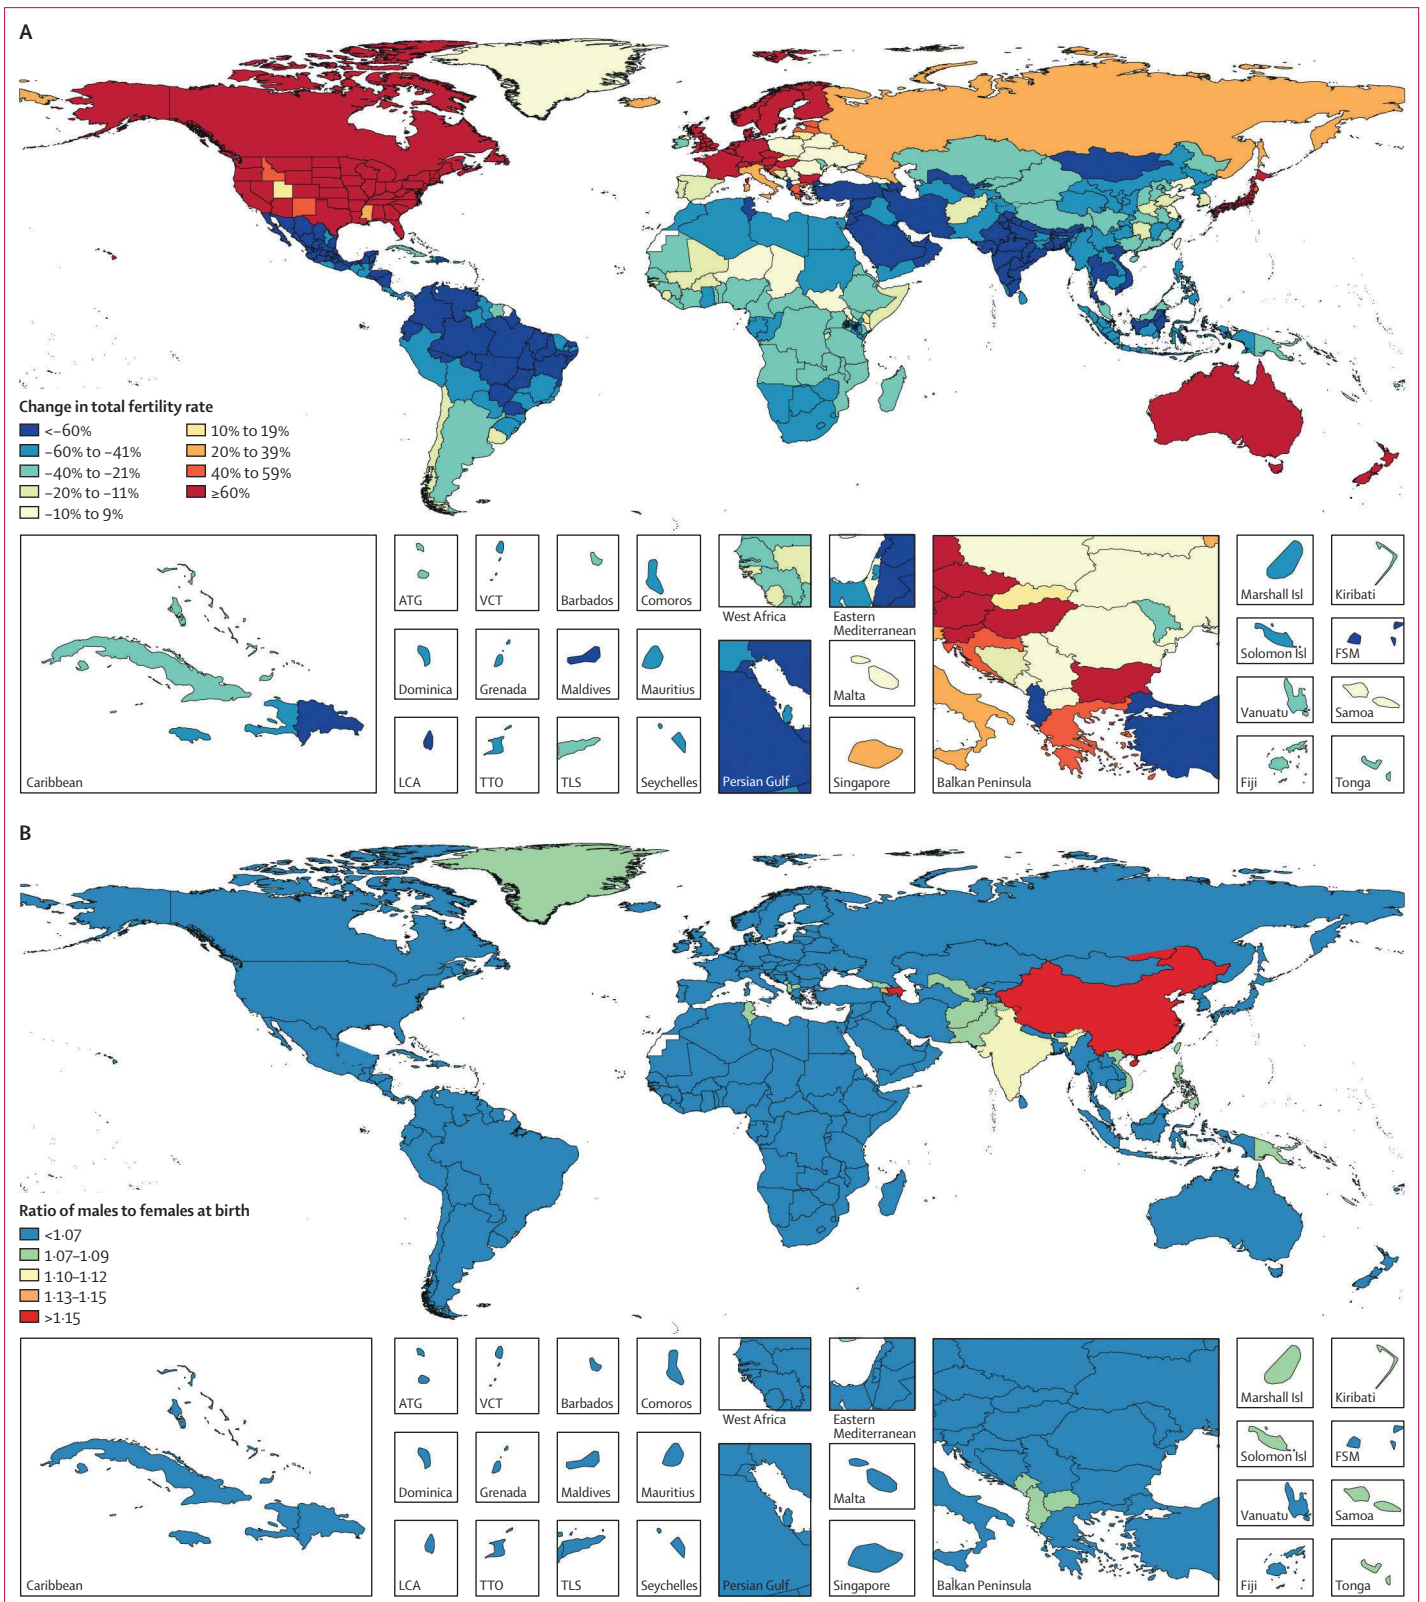 A
Change in total fertility rate
<–60%
–60% to –41%
–40% to –21%
–20% to –11%
–10% to 9%
10% to 19%
20% to 39%
40% to 59%
≥60%
Caribbean
ATG
VCT
Barbados
Comoros
Dominica
Grenada
Maldives
Mauritius
LCA
TTO
TLS
Seychelles
West Africa
Eastern
Mediterranean
Persian Gulf
Malta
Singapore
Balkan Peninsula
Marshall Isl
Kiribati
Solomon Isl
FSM
Vanuatu
Samoa
Fiji
Tonga
B
Ratio of males to females at birth
<1·07
1·07–1·09
1·10–1·12
1·13–1·15
>1·15
Caribbean
ATG
VCT
Barbados
Comoros
Dominica
Grenada
Maldives
Mauritius
LCA
TTO
TLS
Seychelles
West Africa
Eastern
Mediterranean
Persian Gulf
Malta
Singapore
Balkan Peninsula
Marshall Isl
Kiribati
Solomon Isl
FSM
Vanuatu
Samoa
Fiji
Tonga